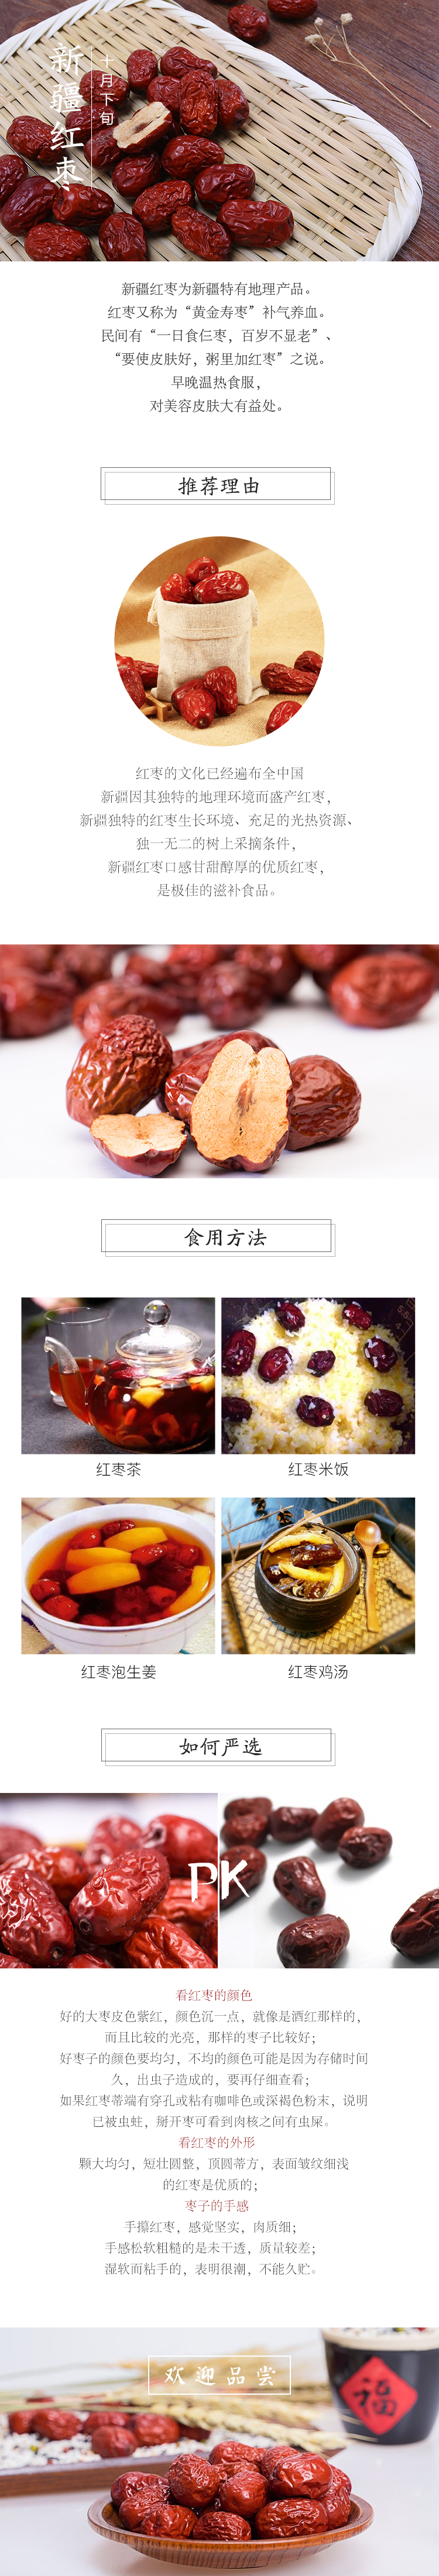 新疆红枣
十月下旬
新疆红枣为新疆特有地理产品。
红枣又称为“黄金寿枣”补气养血。
民间有“一日食仨枣，百岁不显老”、
“要使皮肤好，粥里加红枣”之说。
早晚温热食服，
对美容皮肤大有益处。
推荐理由
红枣的文化已经遍布全中国
新疆因其独特的地理环境而盛产红枣，
新疆独特的红枣生长环境、充足的光热资源、
独一无二的树上采摘条件，
新疆红枣口感甘甜醇厚的优质红枣，
是极佳的滋补食品。
食用方法
红枣茶
红枣米饭
红枣泡生姜
红枣鸡汤
如何严选
PK
看红枣的颜色
好的大枣皮色紫红，颜色沉一点，就像是酒红那样的，
而且比较的光亮，那样的枣子比较好；
好枣子的颜色要均匀，不均的颜色可能是因为存储时间
久，出虫子造成的，要再仔细查看；
如果红枣蒂端有穿孔或粘有咖啡色或深褐色粉末，说明
已被虫蛀，掰开枣可看到肉核之间有虫屎。
看红枣的外形
颗大均匀，短壮圆整，顶圆蒂方，表面皱纹细浅
的红枣是优质的；
枣子的手感
手攥红枣，感觉坚实，肉质细；
手感松软粗糙的是未干透，质量较差；
湿软而粘手的，表明很潮，不能久贮。
欢迎品尝
福